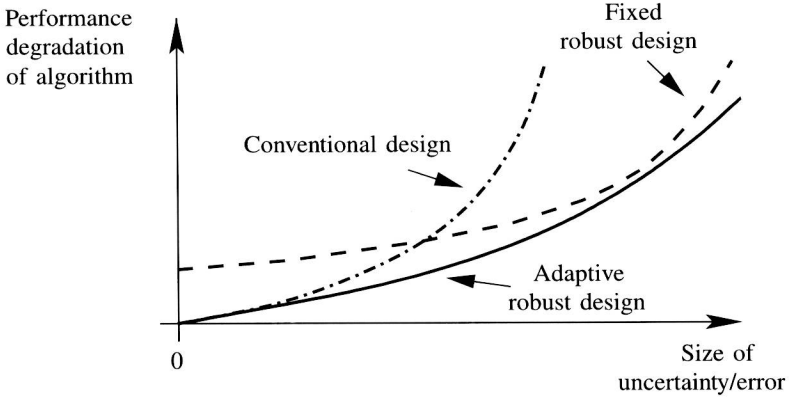 Performance
degradation
of algorithm
Fixed
robust design
Conventional design
Adaptive
robust design
0
Size of
uncertainty/error